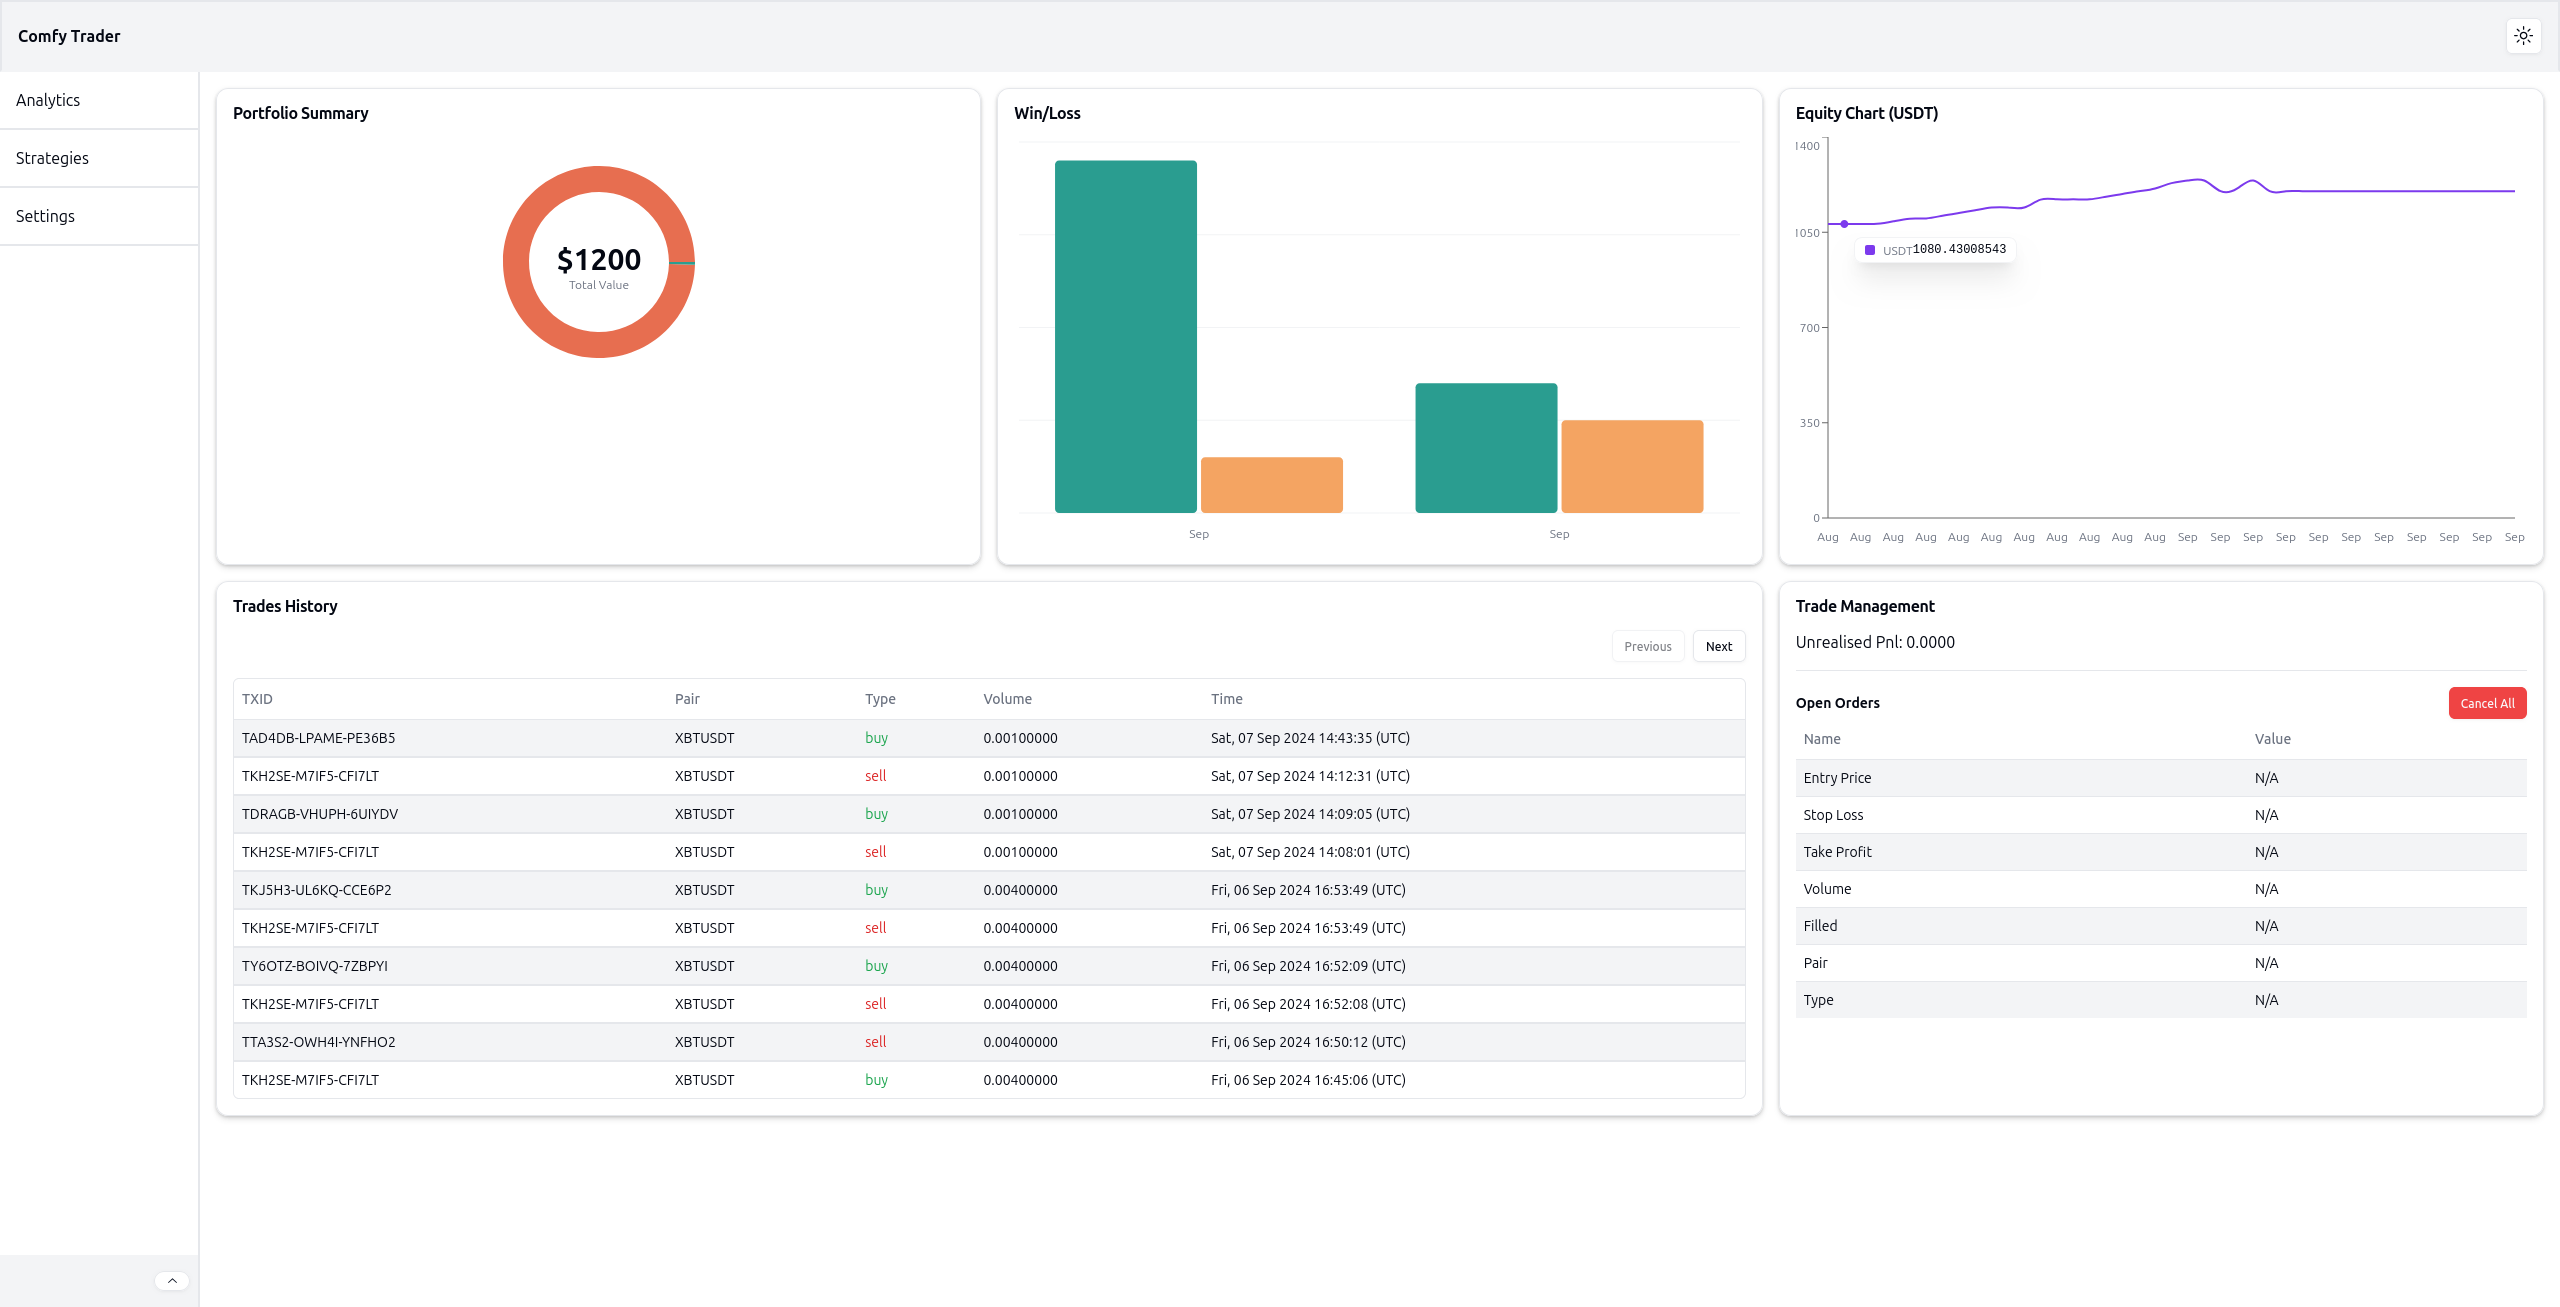 Comfy Trader
Analytics
Strategies
Settings
Portfolio Summary
$1200
Total Value
Win/Loss
Sep Sep
Equity Chart (USDT)
1400
1050
700
350
0
USDT1080.43008543
Aug Aug Aug Aug Aug Aug Aug Aug Aug Aug Aug Sep Sep Sep Sep Sep Sep Sep Sep Sep Sep Sep
Trades History
Previous Next
TXID Pair Type Volume Time
TAD4DB-LPAME-PE36B5 XBTUSDT buy 0.00100000 Sat, 07 Sep 2024 14:43:35 (UTC)
TKH2SE-M7IF5-CFI7LT XBTUSDT sell 0.00100000 Sat, 07 Sep 2024 14:12:31 (UTC)
TDRAGB-VHUPH-6UIYDV XBTUSDT buy 0.00100000 Sat, 07 Sep 2024 14:09:05 (UTC)
TKH2SE-M7IF5-CFI7LT XBTUSDT sell 0.00100000 Sat, 07 Sep 2024 14:08:01 (UTC)
TKJ5H3-UL6KQ-CCE6P2 XBTUSDT buy 0.00400000 Fri, 06 Sep 2024 16:53:49 (UTC)
TKH2SE-M7IF5-CFI7LT XBTUSDT sell 0.00400000 Fri, 06 Sep 2024 16:53:49 (UTC)
TY6OTZ-BOIVQ-7ZBPYI XBTUSDT buy 0.00400000 Fri, 06 Sep 2024 16:52:09 (UTC)
TKH2SE-M7IF5-CFI7LT XBTUSDT sell 0.00400000 Fri, 06 Sep 2024 16:52:08 (UTC)
TTA3S2-OWH4I-YNFHO2 XBTUSDT sell 0.00400000 Fri, 06 Sep 2024 16:50:12 (UTC)
TKH2SE-M7IF5-CFI7LT XBTUSDT buy 0.00400000 Fri, 06 Sep 2024 16:45:06 (UTC)
Trade Management
Unrealised Pnl: 0.0000
Open Orders Cancel All
Name Value
Entry Price N/A
Stop Loss N/A
Take Profit N/A
Volume N/A
Filled N/A
Pair N/A
Type N/A